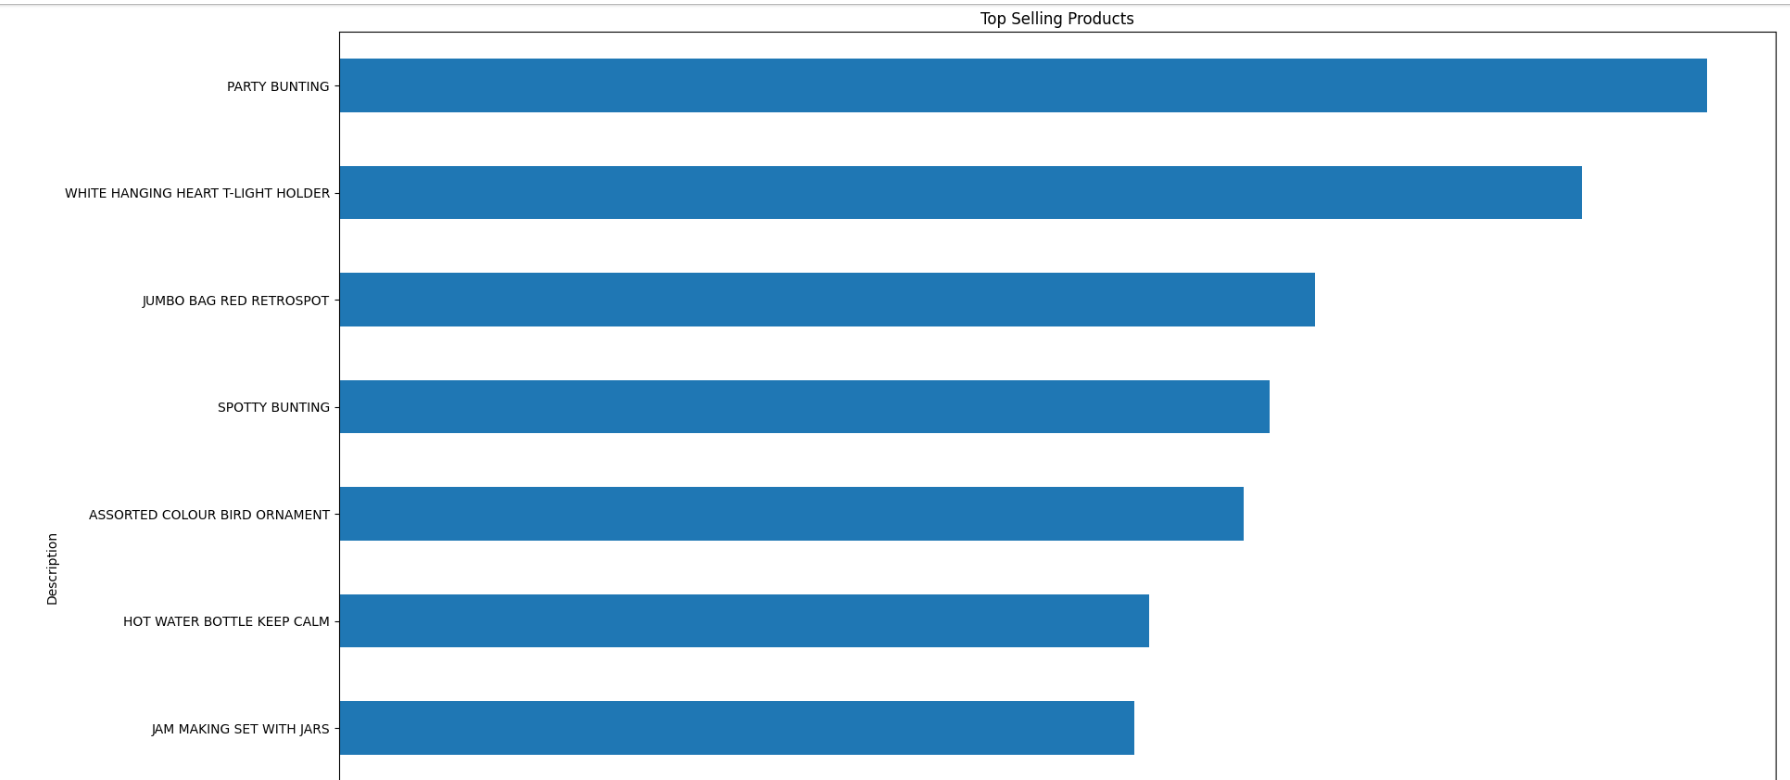 Top Selling Products
PARTY BUNTING
WHITE HANGING HEART T-LIGHT HOLDER
JUMBO BAG RED RETROSPOT
SPOTTY BUNTING
ASSORTED COLOUR BIRD ORNAMENT
Description
HOT WATER BOTTLE KEEP CALM
JAM MAKING SET WITH JARS